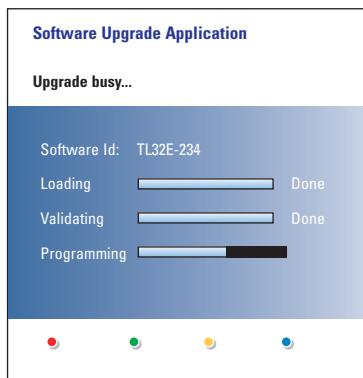 Software Upgrade Application
Upgrade busy...
Software Id: TL32E-234
Loading Done
Validating Done
Programming